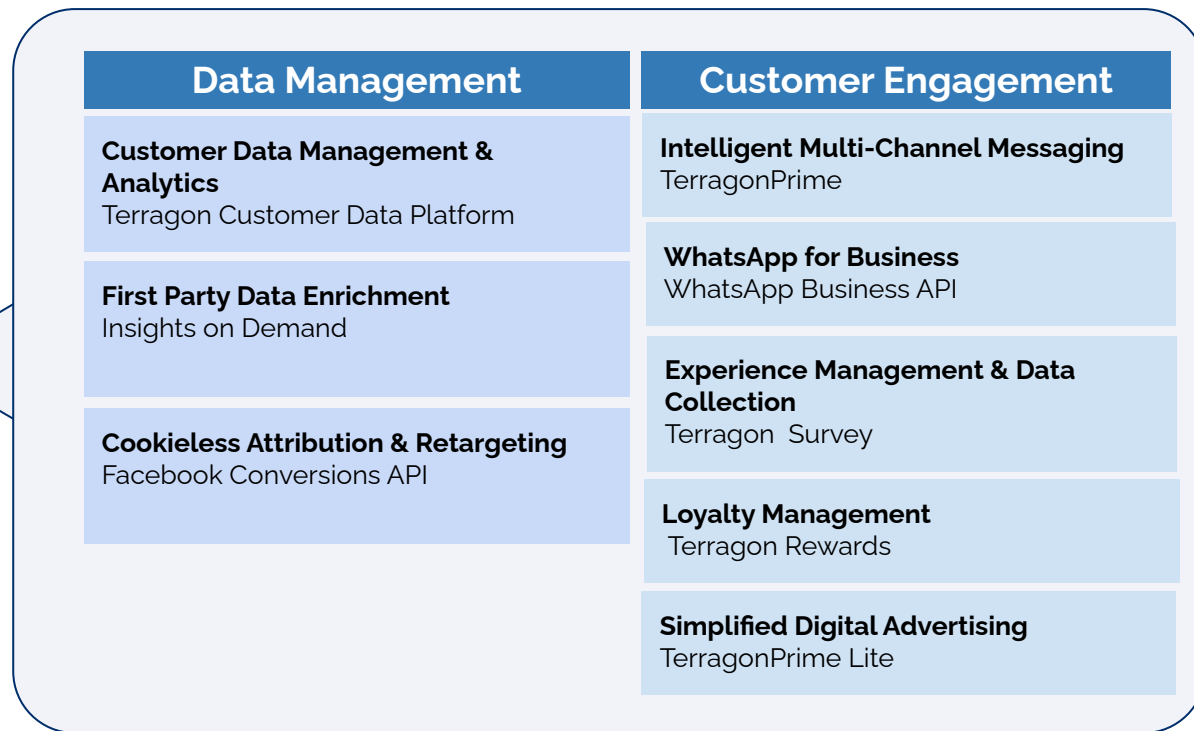 Data Management
Customer Data Management &
Analytics
Terragon Customer Data Platform
First Party Data Enrichment
Insights on Demand
Cookieless Attribution & Retargeting
Facebook Conversions API
Customer Engagement
Intelligent Multi-Channel Messaging
TerragonPrime
WhatsApp for Business
WhatsApp Business API
Experience Management & Data
Collection
Terragon Survey
Loyalty Management
Terragon Rewards
Simplified Digital Advertising
TerragonPrime Lite